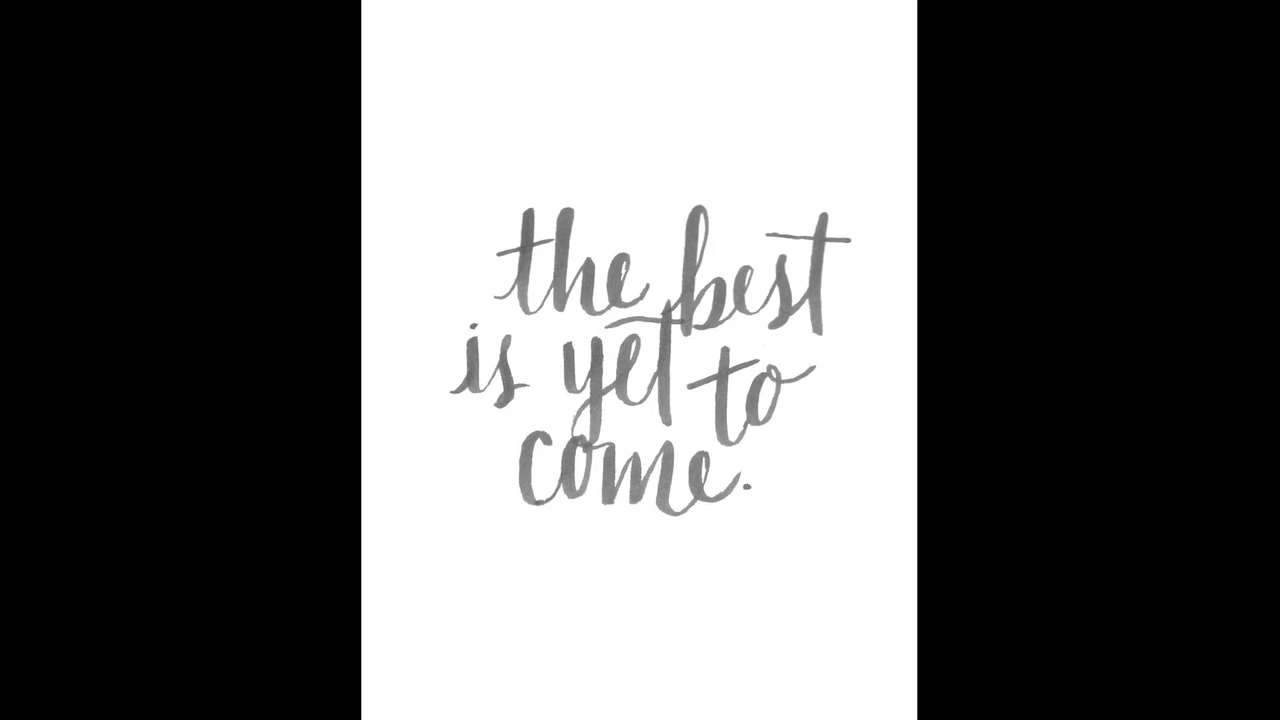 the best
is yet to
come.